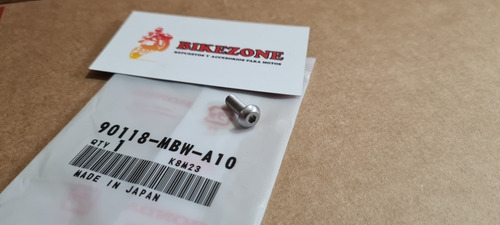 BIKEZONE
REPUESTOS Y ACCESORIOS PARA MOTOS
90118-MBW-A10
QTY 1
KSM23
MADE IN JAPAN